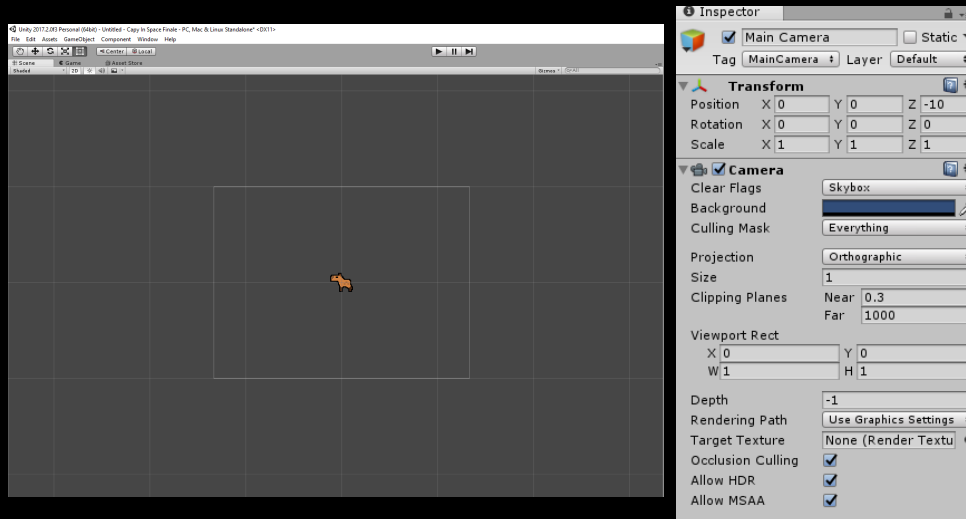 Unity 2017.2.0f3 Personal (64bit) - Untitled - Capy In Space Finale - PC, Mac & Linux Standalone* <DX11>
File Edit Assets GameObject Component Window Help
Center Local
Scene Game Asset Store
Shaded 2D Gizmos All
Inspector
Main Camera Static
Tag MainCamera Layer Default
Transform
Position X 0 Y 0 Z -10
Rotation X 0 Y 0 Z 0
Scale X 1 Y 1 Z 1
Camera
Clear Flags Skybox
Background
Culling Mask Everything
Projection Orthographic
Size 1
Clipping Planes Near 0.3
Far 1000
Viewport Rect
X 0 Y 0
W 1 H 1
Depth -1
Rendering Path Use Graphics Settings
Target Texture None (Render Textu
Occlusion Culling
Allow HDR
Allow MSAA